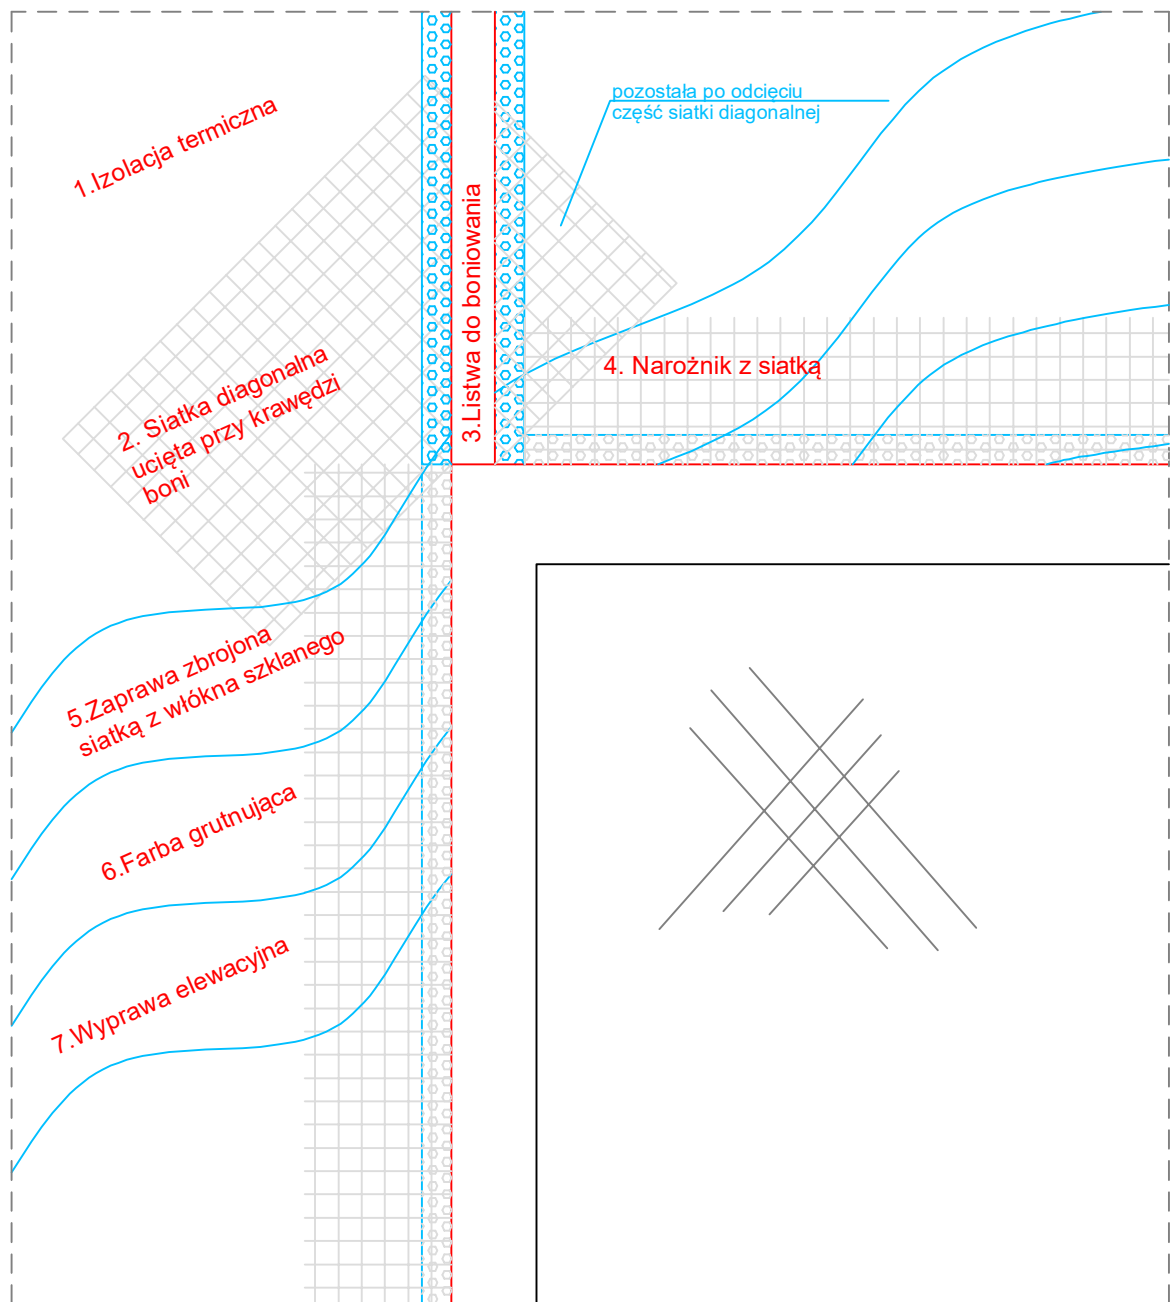 1.Izolacja termiczna
pozostała po odcięciu
część siatki diagonalnej
3.Listwa do boniowania
2. Siatka diagonalna
ucięta przy krawędzi
boni
4. Narożnik z siatką
5.Zaprawa zbrojona
siatką z włókna szklanego
6.Farba grutnująca
7.Wyprawa elewacyjna